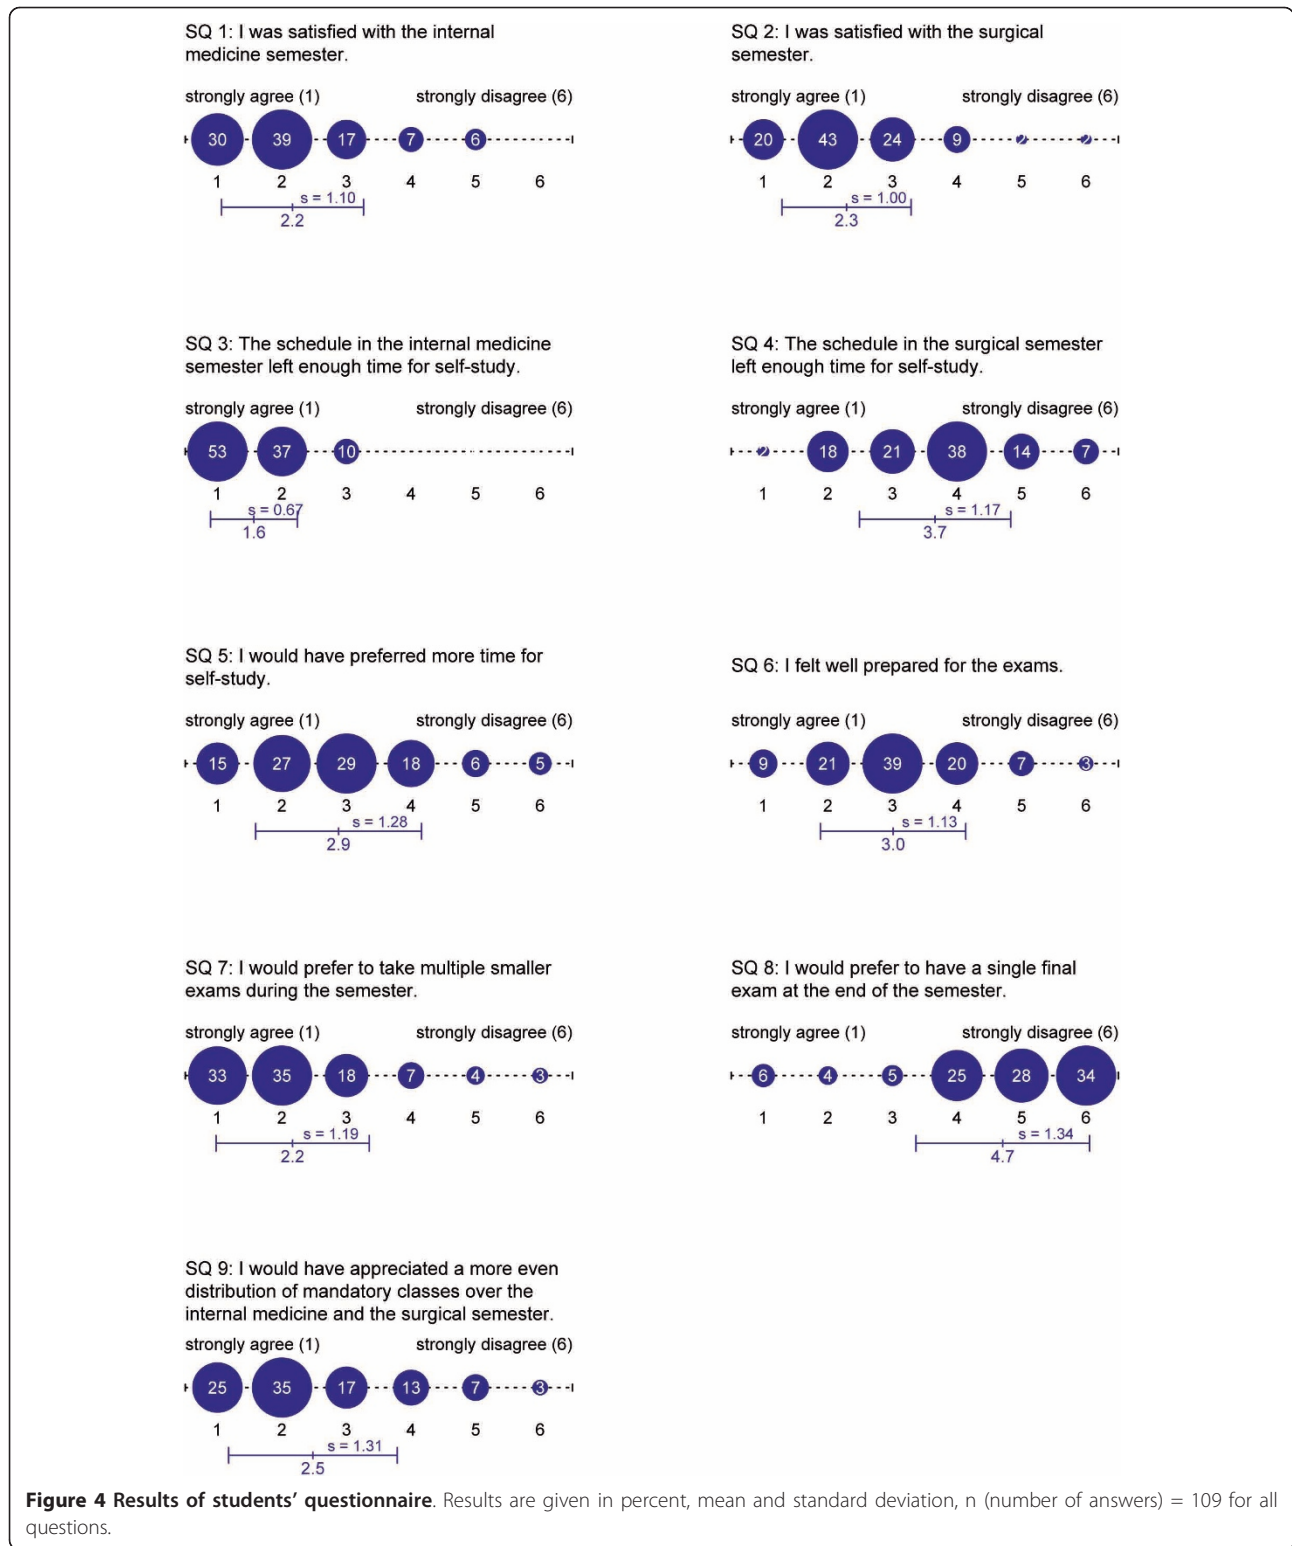 SQ 1: I was satisfied with the internal
medicine semester.
strongly agree (1) strongly disagree (6)
30 39 17 7 6
1 2 3 4 5 6
s = 1.10
2.2
SQ 2: I was satisfied with the surgical
semester.
strongly agree (1) strongly disagree (6)
20 43 24 9 2 2
1 2 3 4 5 6
s = 1.00
2.3
SQ 3: The schedule in the internal medicine
semester left enough time for self-study.
strongly agree (1) strongly disagree (6)
53 37 10
1 2 3 4 5 6
s = 0.67
1.6
SQ 4: The schedule in the surgical semester
left enough time for self-study.
strongly agree (1) strongly disagree (6)
2 18 21 38 14 7
1 2 3 4 5 6
s = 1.17
3.7
SQ 5: I would have preferred more time for
self-study.
strongly agree (1) strongly disagree (6)
15 27 29 18 6 5
1 2 3 4 5 6
s = 1.28
2.9
SQ 6: I felt well prepared for the exams.
strongly agree (1) strongly disagree (6)
9 21 39 20 7 3
1 2 3 4 5 6
s = 1.13
3.0
SQ 7: I would prefer to take multiple smaller
exams during the semester.
strongly agree (1) strongly disagree (6)
33 35 18 7 4 3
1 2 3 4 5 6
s = 1.19
2.2
SQ 8: I would prefer to have a single final
exam at the end of the semester.
strongly agree (1) strongly disagree (6)
6 4 5 25 28 34
1 2 3 4 5 6
s = 1.34
4.7
SQ 9: I would have appreciated a more even
distribution of mandatory classes over the
internal medicine and the surgical semester.
strongly agree (1) strongly disagree (6)
25 35 17 13 7 3
1 2 3 4 5 6
s = 1.31
2.5
Figure 4 Results of students' questionnaire. Results are given in percent, mean and standard deviation, n (number of answers) = 109 for all
questions.